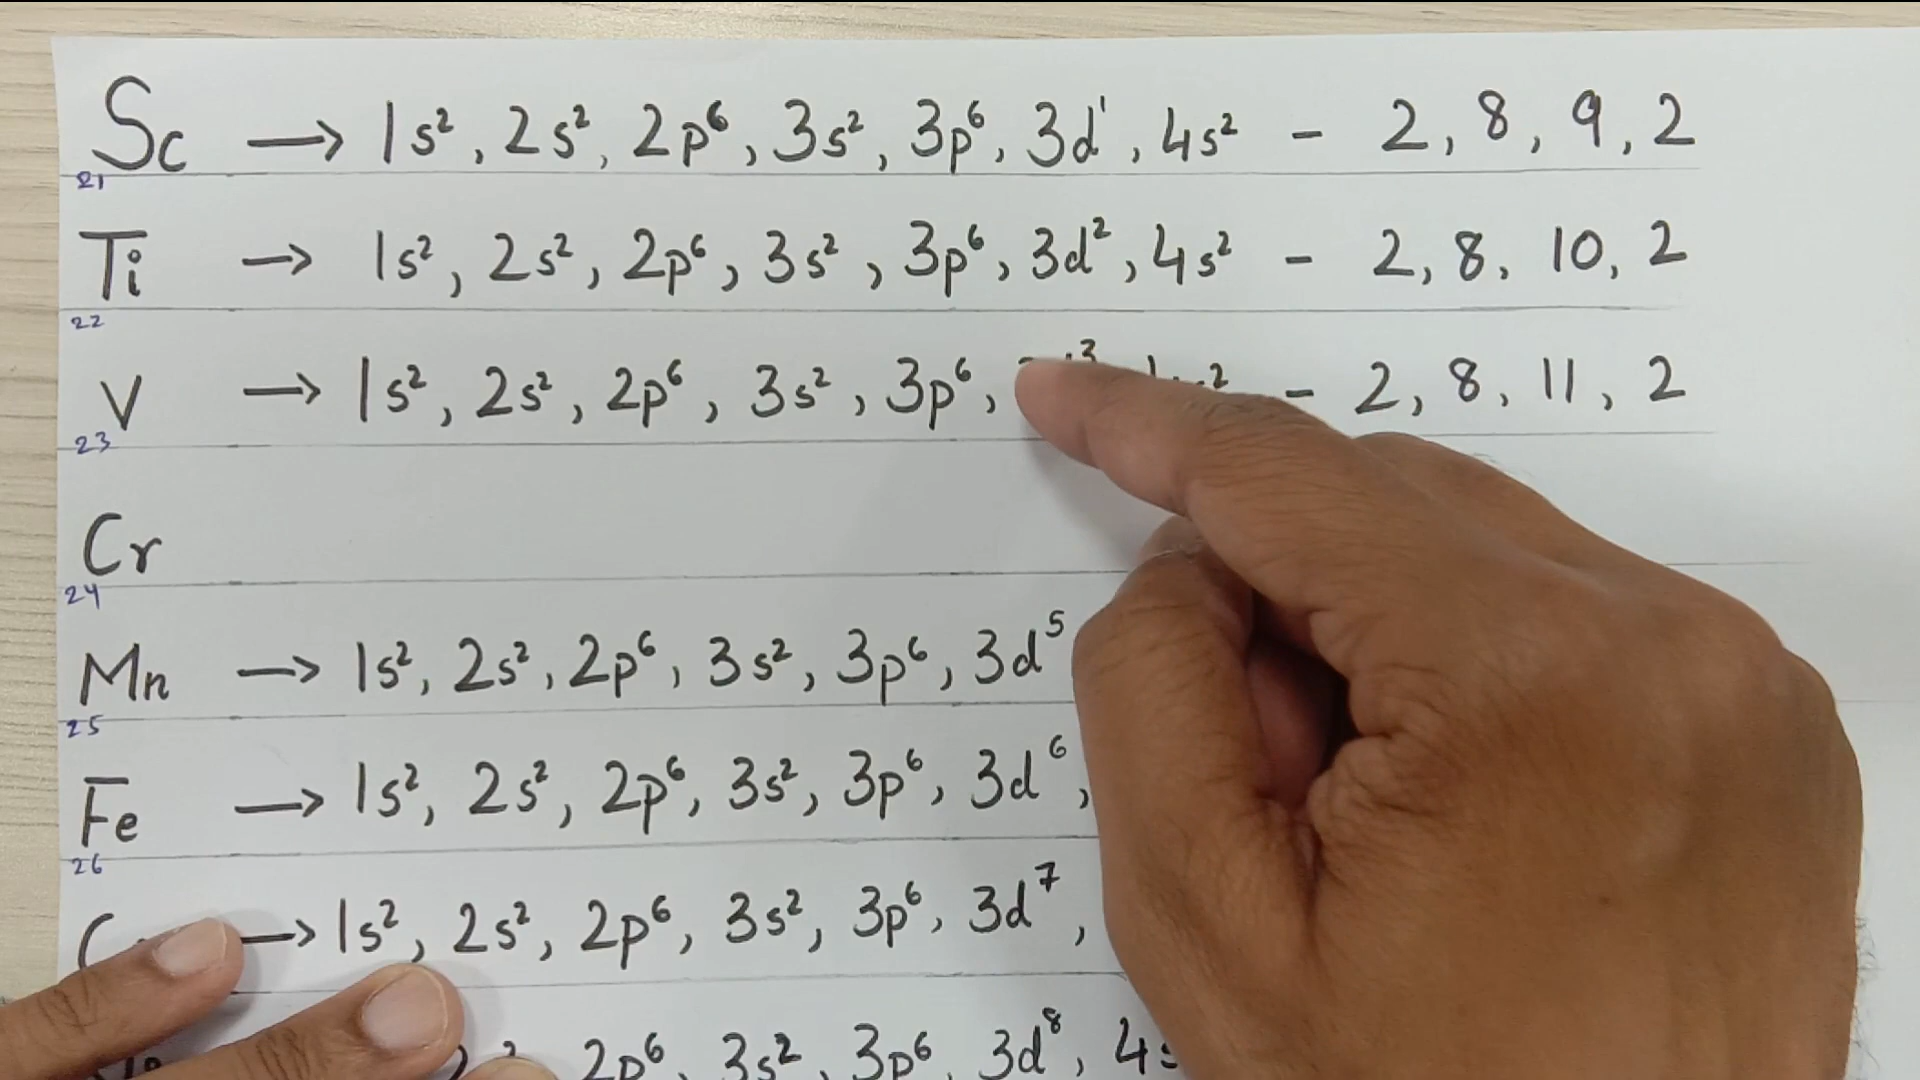 Sc → 1s², 2s², 2p⁶, 3s², 3p⁶, 3d¹, 4s² - 2, 8, 9, 2
21
Ti → 1s², 2s², 2p⁶, 3s², 3p⁶, 3d², 4s² - 2, 8, 10, 2
22
V → 1s², 2s², 2p⁶, 3s², 3p⁶, ³ ² - 2, 8, 11, 2
23
Cr
24
Mn → 1s², 2s², 2p⁶, 3s², 3p⁶, 3d⁵
25
Fe → 1s², 2s², 2p⁶, 3s², 3p⁶, 3d⁶,
26
→ 1s², 2s², 2p⁶, 3s², 3p⁶, 3d⁷,
2p⁶, 3s², 3p⁶, 3d⁸, 4s